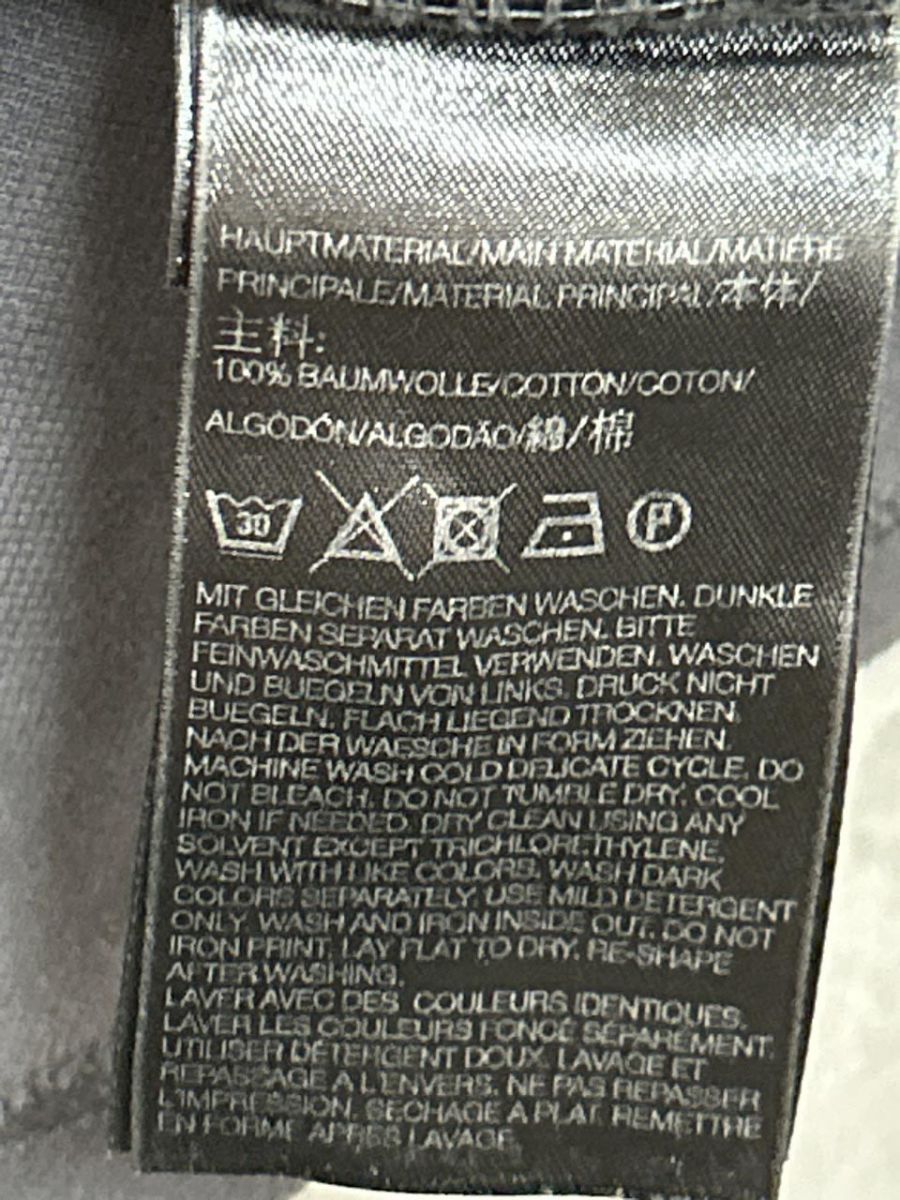 HAUPTMATERIAL/MAIN MATERIAL/MATIERE
PRINCIPALE/MATERIAL PRINCIPAL/本体/
主料:
100% BAUMWOLLE/COTTON/COTON/
ALGODÓN/ALGODÃO/綿/棉
30 P
MIT GLEICHEN FARBEN WASCHEN. DUNKLE
FARBEN SEPARAT WASCHEN. BITTE
FEINWASCHMITTEL VERWENDEN. WASCHEN
UND BUEGELN VON LINKS. DRUCK NICHT
BUEGELN. FLACH LIEGEND TROCKNEN.
NACH DER WAESCHE IN FORM ZIEHEN.
MACHINE WASH COLD DELICATE CYCLE. DO
NOT BLEACH. DO NOT TUMBLE DRY. COOL
IRON IF NEEDED. DRY CLEAN USING ANY
SOLVENT EXCEPT TRICHLORETHYLENE.
WASH WITH LIKE COLORS. WASH DARK
COLORS SEPARATELY. USE MILD DETERGENT
ONLY. WASH AND IRON INSIDE OUT. DO NOT
IRON PRINT. LAY FLAT TO DRY. RE-SHAPE
AFTER WASHING.
LAVER AVEC DES COULEURS IDENTIQUES.
LAVER LES COULEURS FONCÉ SÉPARÉMENT.
UTILISER DÉTERGENT DOUX. LAVAGE ET
REPASSAGE A L'ENVERS. NE PAS REPASSER
L'IMPRESSION. SECHAGE A PLAT. REMETTRE
EN FORME APRES LAVAGE.